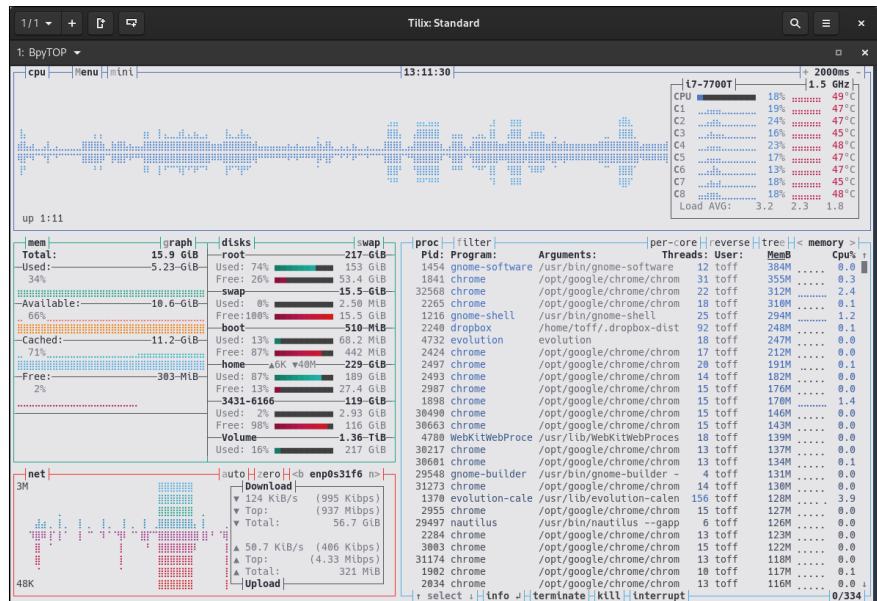 1/1
Tilix: Standard
1: BpyTOP
cpu Menu mini 13:11:30 + 2000ms -
i7-7700T 1.5 GHz
CPU 18% 49°C
C1 19% 47°C
C2 24% 47°C
C3 16% 45°C
C4 23% 48°C
C5 17% 47°C
C6 13% 47°C
C7 18% 45°C
C8 18% 48°C
Load AVG: 3.2 2.3 1.8
up 1:11
mem graph
Total: 15.9 GiB
Used: 5.23 GiB
34%
Available: 10.6 GiB
66%
Cached: 11.2 GiB
71%
Free: 303 MiB
2%
disks swap
root 217 GiB
Used: 74% 153 GiB
Free: 26% 53.4 GiB
swap 15.5 GiB
Used: 0% 2.50 MiB
Free:100% 15.5 GiB
boot 510 MiB
Used: 13% 68.2 MiB
Free: 87% 442 MiB
home ▲6K ▼40M 229 GiB
Used: 87% 189 GiB
Free: 13% 27.4 GiB
3431-6166 119 GiB
Used: 2% 2.93 GiB
Free: 98% 116 GiB
Volume 1.36 TiB
Used: 16% 217 GiB
net auto zero <b enp0s31f6 n>
3M
48K
Download
▼ 124 KiB/s (995 Kibps)
▼ Top: (937 Mibps)
▼ Total: 56.7 GiB
▲ 50.7 KiB/s (406 Kibps)
▲ Top: (4.33 Mibps)
▲ Total: 321 MiB
Upload
proc filter per-core reverse tree < memory >
Pid: Program: Arguments: Threads: User: MemB Cpu% ↑
1454 gnome-software /usr/bin/gnome-software 12 toff 384M 0.0
1841 chrome /opt/google/chrome/chrom 31 toff 355M 0.3
32568 chrome /opt/google/chrome/chrom 22 toff 312M 2.4
2265 chrome /opt/google/chrome/chrom 18 toff 310M 0.1
1216 gnome-shell /usr/bin/gnome-shell 25 toff 294M 1.2
2240 dropbox /home/toff/.dropbox-dist 92 toff 248M 0.1
4732 evolution evolution 18 toff 247M 0.0
2424 chrome /opt/google/chrome/chrom 17 toff 212M 0.0
2497 chrome /opt/google/chrome/chrom 20 toff 191M 0.1
2493 chrome /opt/google/chrome/chrom 14 toff 182M 0.0
2987 chrome /opt/google/chrome/chrom 15 toff 176M 0.0
1898 chrome /opt/google/chrome/chrom 15 toff 170M 1.4
30490 chrome /opt/google/chrome/chrom 15 toff 146M 0.0
30663 chrome /opt/google/chrome/chrom 15 toff 143M 0.0
4780 WebKitWebProce /usr/lib/WebKitWebProces 18 toff 139M 0.0
30217 chrome /opt/google/chrome/chrom 13 toff 137M 0.0
30601 chrome /opt/google/chrome/chrom 13 toff 134M 0.1
29548 gnome-builder /usr/bin/gnome-builder - 4 toff 131M 0.0
31273 chrome /opt/google/chrome/chrom 14 toff 130M 0.0
1370 evolution-cale /usr/lib/evolution-calen 156 toff 128M 3.9
2955 chrome /opt/google/chrome/chrom 15 toff 127M 0.0
29497 nautilus /usr/bin/nautilus --gapp 6 toff 126M 0.0
2284 chrome /opt/google/chrome/chrom 13 toff 123M 0.0
3003 chrome /opt/google/chrome/chrom 15 toff 122M 0.0
31174 chrome /opt/google/chrome/chrom 13 toff 118M 0.0
1902 chrome /opt/google/chrome/chrom 10 toff 117M 0.1
2034 chrome /opt/google/chrome/chrom 13 toff 116M 0.0 ↓
↑ select ↓ info ↲ terminate kill interrupt 0/334